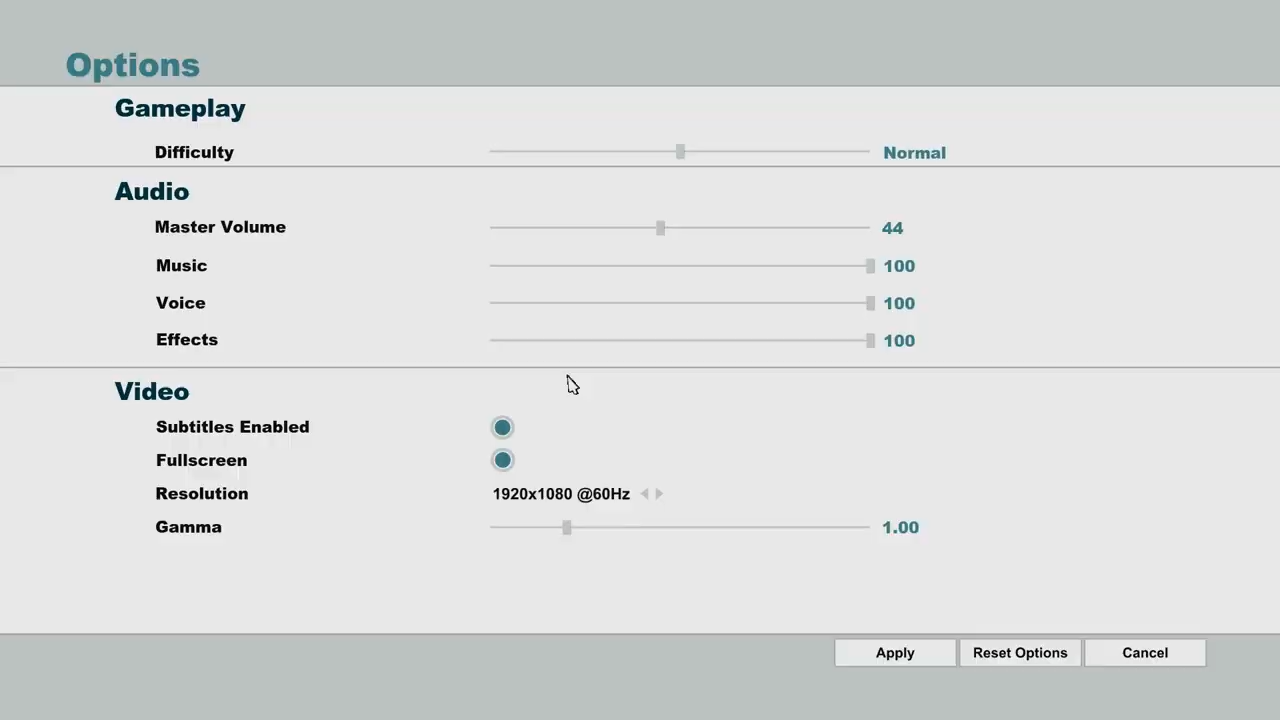 Options
Gameplay
Difficulty Normal
Audio
Master Volume 44
Music 100
Voice 100
Effects 100
Video
Subtitles Enabled
Fullscreen
Resolution 1920x1080 @60Hz
Gamma 1.00
Apply Reset Options Cancel